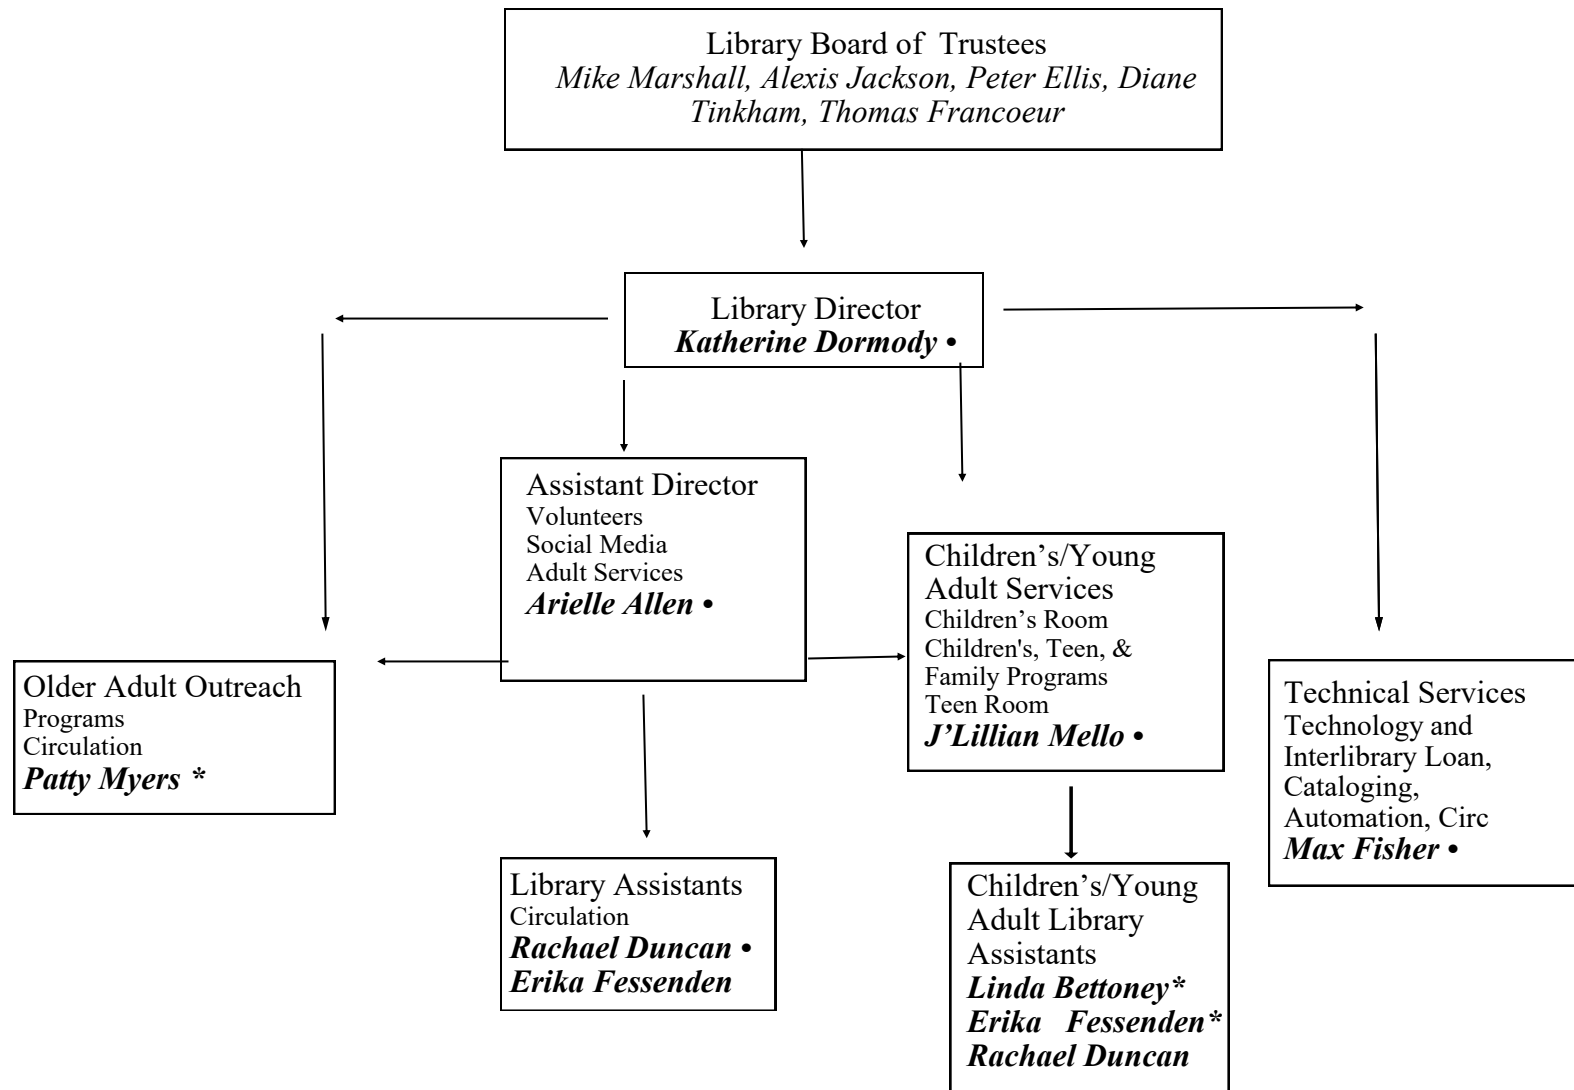 Library Board of Trustees
Mike Marshall, Alexis Jackson, Peter Ellis, Diane
Tinkham, Thomas Francoeur
Library Director
Katherine Dormody •
Assistant Director
Volunteers
Social Media
Adult Services
Arielle Allen •
Children’s/Young
Adult Services
Children’s Room
Children's, Teen, &
Family Programs
Teen Room
J’Lillian Mello •
Older Adult Outreach
Programs
Circulation
Patty Myers *
Technical Services
Technology and
Interlibrary Loan,
Cataloging,
Automation, Circ
Max Fisher •
Library Assistants
Circulation
Rachael Duncan •
Erika Fessenden
Children’s/Young
Adult Library
Assistants
Linda Bettoney*
Erika Fessenden*
Rachael Duncan